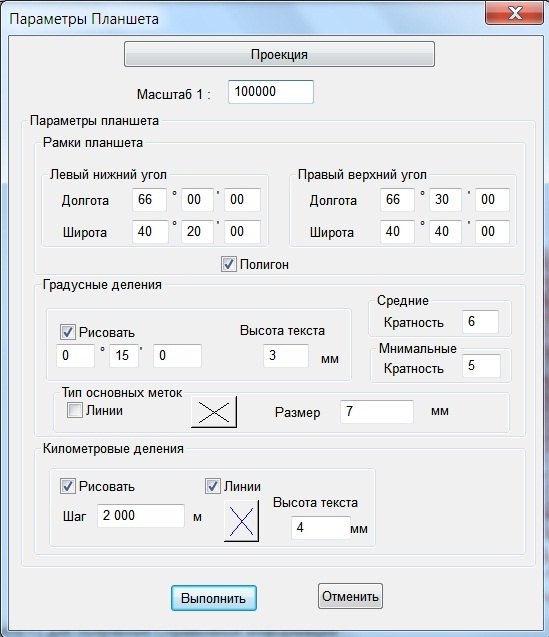 Параметры Планшета
Проекция
Масштаб 1 : 100000
Параметры планшета
Рамки планшета
Левый нижний угол
Долгота 66 ° 00 ' 00
Широта 40 20 00
Правый верхний угол
Долгота 66 ° 30 ' 00
Широта 40 40 00
Полигон
Градусные деления
Рисовать
0 ° 15 ' 0
Высота текста
3 мм
Средние
Кратность 6
Мнимальные
Кратность 5
Тип основных меток
Линии
Размер 7 мм
Километровые деления
Рисовать
Линии
Шаг 2 000 м
Высота текста
4 мм
Выполнить
Отменить